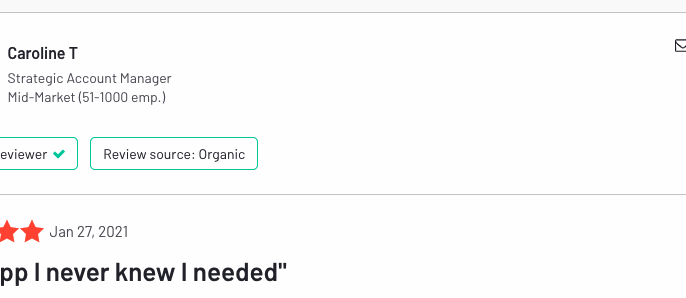 Caroline T
Strategic Account Manager
Mid-Market (51-1000 emp.)
eviewer
Review source: Organic
Jan 27, 2021
pp I never knew I needed"